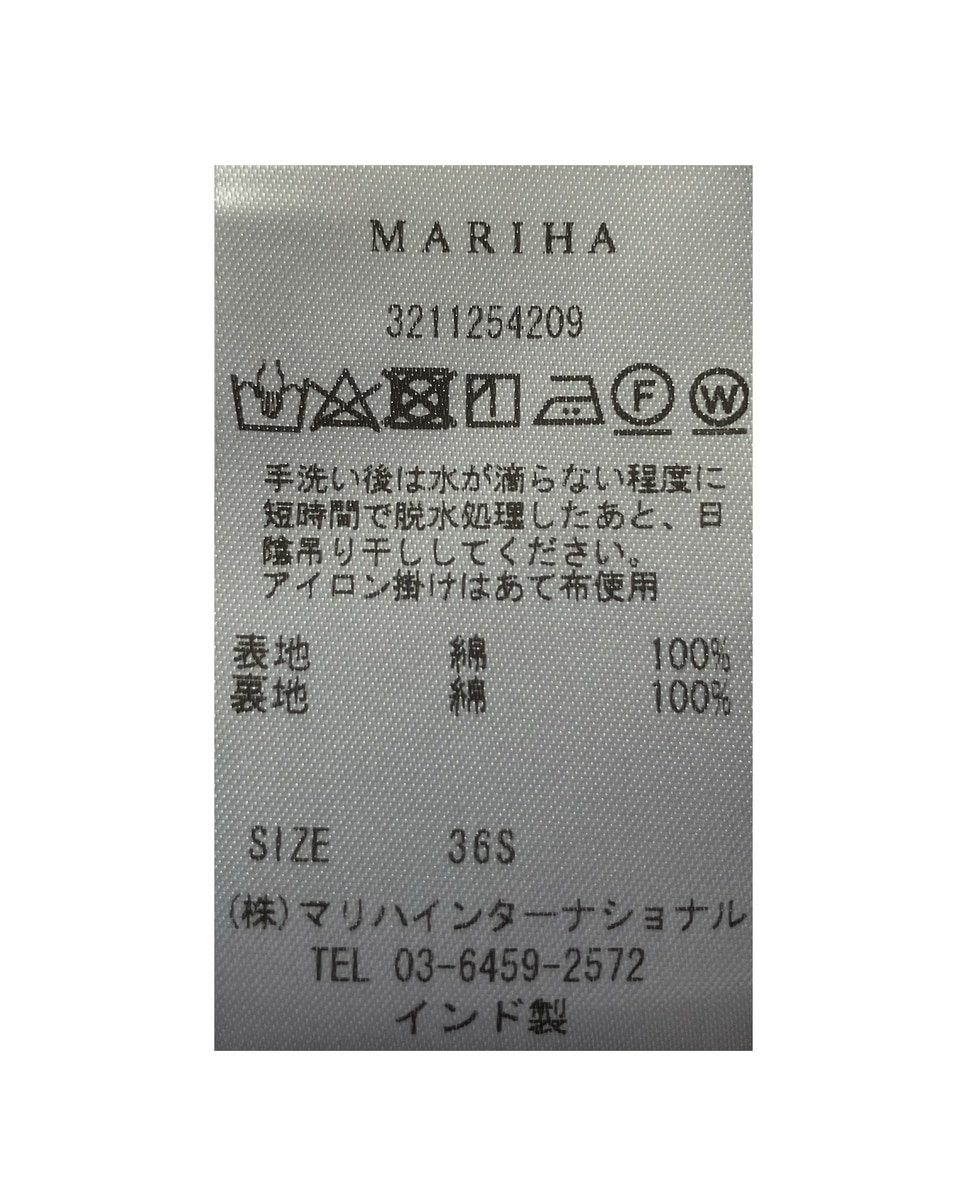 MARIHA
3211254209
F W
手洗い後は水が滴らない程度に
短時間で脱水処理したあと、日
陰吊り干ししてください。
アイロン掛けはあて布使用
表地 綿 100%
裏地 綿 100%
SIZE 36S
(株)マリハインターナショナル
TEL 03-6459-2572
インド製